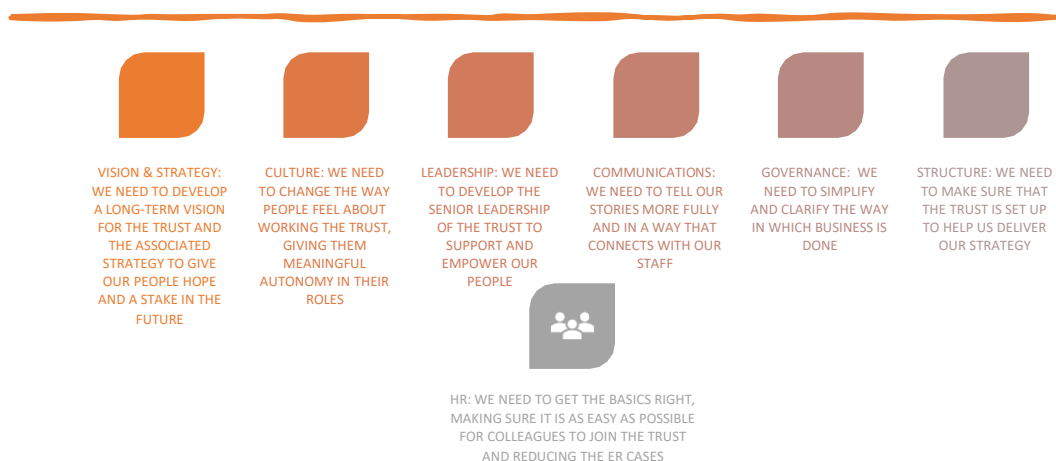 VISION & STRATEGY:
WE NEED TO DEVELOP
A LONG-TERM VISION
FOR THE TRUST AND
THE ASSOCIATED
STRATEGY TO GIVE
OUR PEOPLE HOPE
AND A STAKE IN THE
FUTURE
CULTURE: WE NEED
TO CHANGE THE WAY
PEOPLE FEEL ABOUT
WORKING THE TRUST,
GIVING THEM
MEANINGFUL
AUTONOMY IN THEIR
ROLES
LEADERSHIP: WE NEED
TO DEVELOP THE
SENIOR LEADERSHIP
OF THE TRUST TO
SUPPORT AND
EMPOWER OUR
PEOPLE
COMMUNICATIONS:
WE NEED TO TELL OUR
STORIES MORE FULLY
AND IN A WAY THAT
CONNECTS WITH OUR
STAFF
GOVERNANCE: WE
NEED TO SIMPLIFY
AND CLARIFY THE WAY
IN WHICH BUSINESS IS
DONE
STRUCTURE: WE NEED
TO MAKE SURE THAT
THE TRUST IS SET UP
TO HELP US DELIVER
OUR STRATEGY
HR: WE NEED TO GET THE BASICS RIGHT,
MAKING SURE IT IS AS EASY AS POSSIBLE
FOR COLLEAGUES TO JOIN THE TRUST
AND REDUCING THE ER CASES